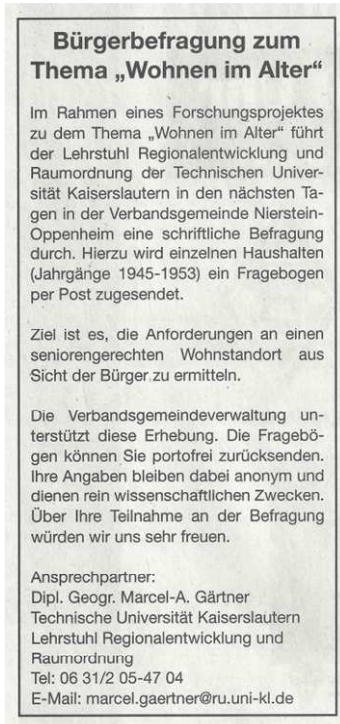 Bürgerbefragung zum
Thema „Wohnen im Alter“
Im Rahmen eines Forschungsprojektes
zu dem Thema „Wohnen im Alter“ führt
der Lehrstuhl Regionalentwicklung und
Raumordnung der Technischen Univer-
sität Kaiserslautern in den nächsten Ta-
gen in der Verbandsgemeinde Nierstein-
Oppenheim eine schriftliche Befragung
durch. Hierzu wird einzelnen Haushalten
(Jahrgänge 1945-1953) ein Fragebogen
per Post zugesendet.
Ziel ist es, die Anforderungen an einen
seniorengerechten Wohnstandort aus
Sicht der Bürger zu ermitteln.
Die Verbandsgemeindeverwaltung un-
terstützt diese Erhebung. Die Fragebö-
gen können Sie portofrei zurücksenden.
Ihre Angaben bleiben dabei anonym und
dienen rein wissenschaftlichen Zwecken.
Über Ihre Teilnahme an der Befragung
würden wir uns sehr freuen.
Ansprechpartner:
Dipl. Geogr. Marcel-A. Gärtner
Technische Universität Kaiserslautern
Lehrstuhl Regionalentwicklung und
Raumordnung
Tel: 06 31/2 05-47 04
E-Mail: marcel.gaertner@ru.uni-kl.de